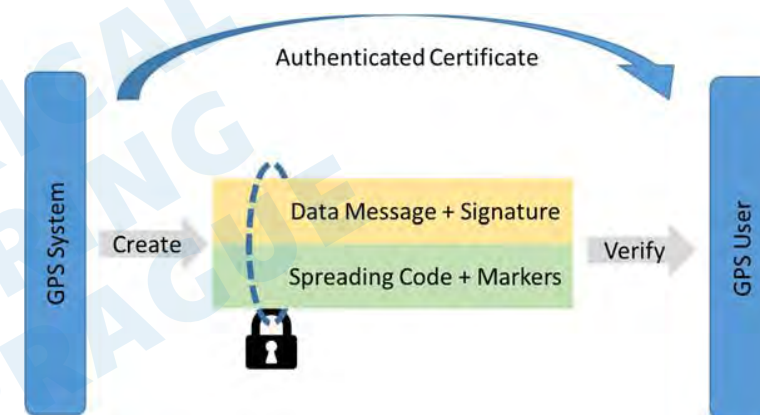 Authenticated Certificate
GPS System
Create
Data Message + Signature
Spreading Code + Markers
Verify
GPS User